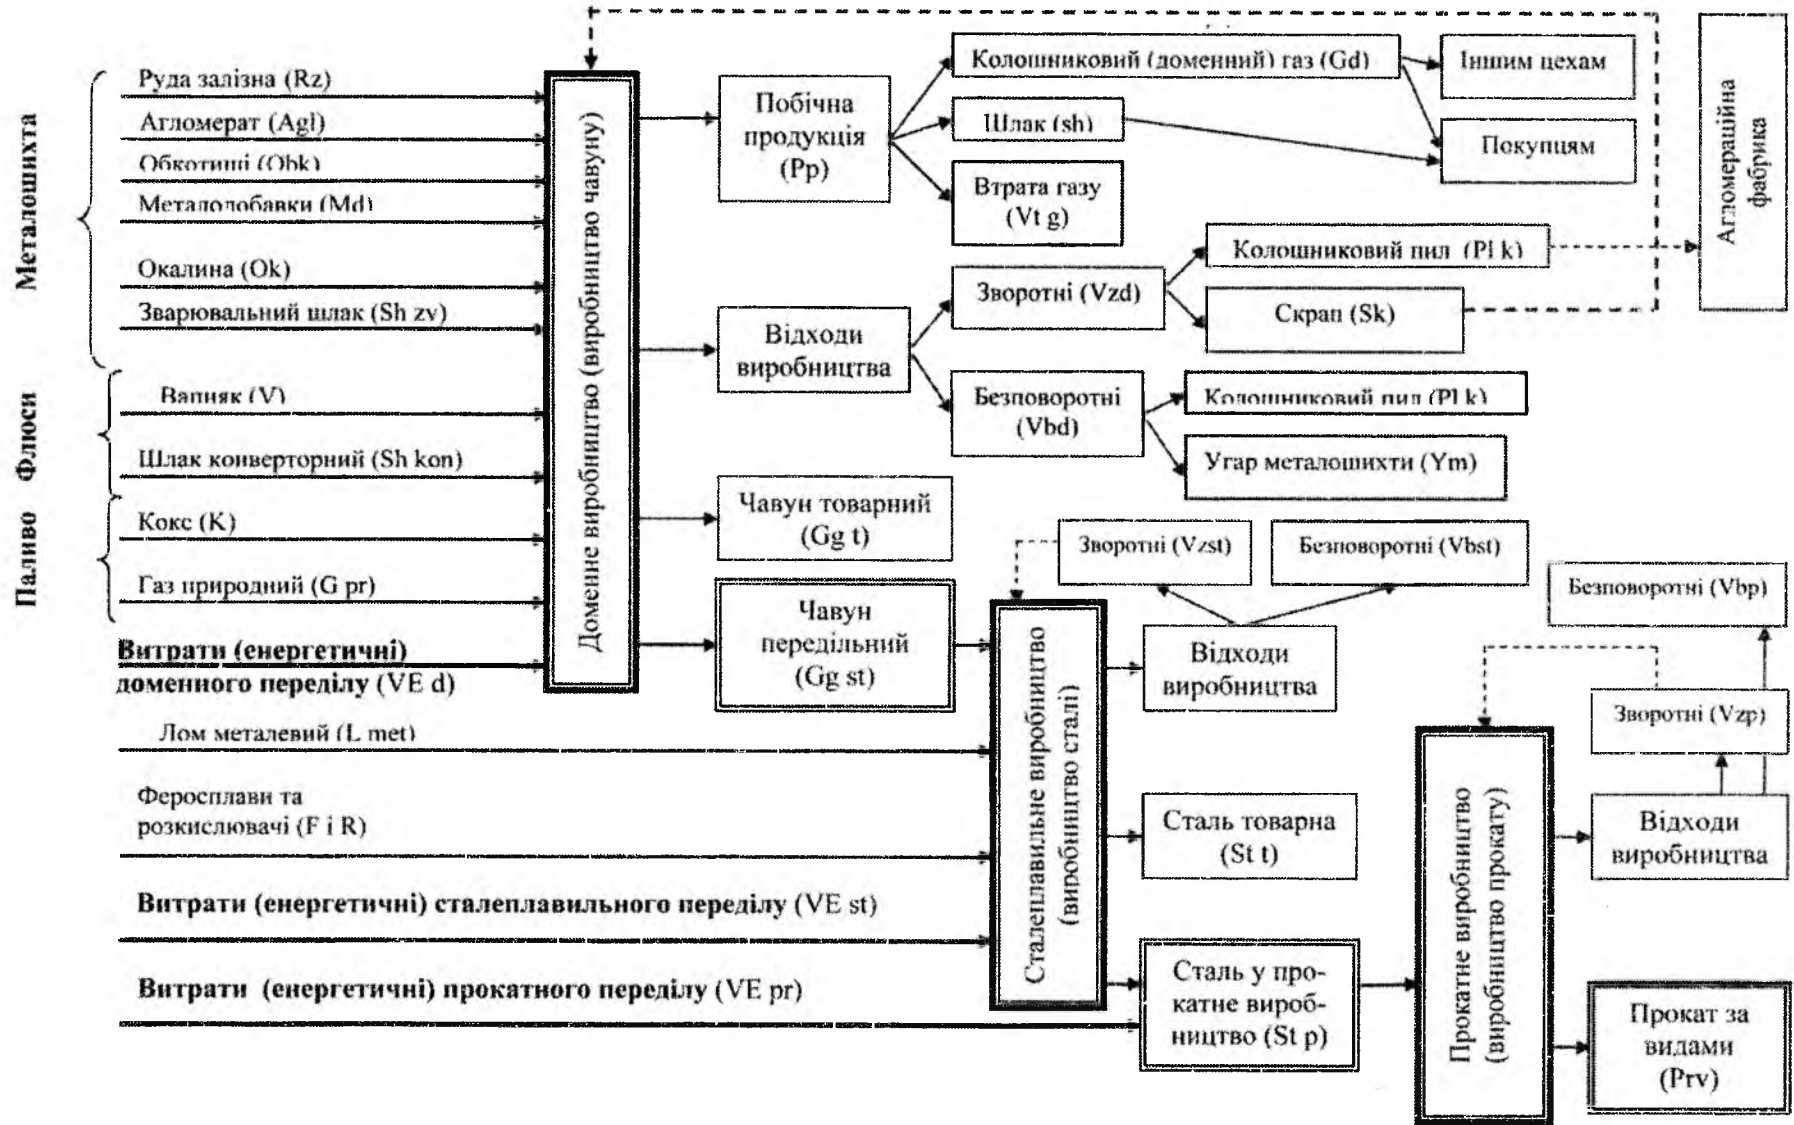 Металошихта
Флюси
Паливо
Руда залізна (Rz)
Агломерат (Agl)
Обкотиші (Obk)
Металодобавки (Md)
Окалина (Ok)
Зварювальний шлак (Sh zv)
Вапняк (V)
Шлак конверторний (Sh kon)
Кокс (K)
Газ природний (G pr)
Витрати (енергетичні)
доменного переділу (VE d)
Лом металевий (L met)
Феросплави та
розкислювачі (F і R)
Витрати (енергетичні) сталеплавильного переділу (VE st)
Витрати (енергетичні) прокатного переділу (VE pr)
Доменне виробництво (виробництво чавуну)
Побічна
продукція
(Pp)
Колошниковий (доменний) газ (Gd)
Шлак (sh)
Втрата газу
(Vt g)
Іншим цехам
Покупцям
Агломераційна
фабрика
Відходи
виробництва
Зворотні (Vzd)
Колошниковий пил (Pl k)
Скрап (Sk)
Безповоротні
(Vbd)
Колошниковий пил (Pl k)
Угар металошихти (Ym)
Чавун товарний
(Gg t)
Чавун
передільний
(Gg st)
Сталеплавильне виробництво
(виробництво сталі)
Зворотні (Vzst)
Безповоротні (Vbst)
Відходи
виробництва
Сталь товарна
(St t)
Сталь у про-
катне вироб-
ництво (St p)
Прокатне виробництво
(виробництво прокату)
Безповоротні (Vbp)
Зворотні (Vzp)
Відходи
виробництва
Прокат за
видами
(Prv)